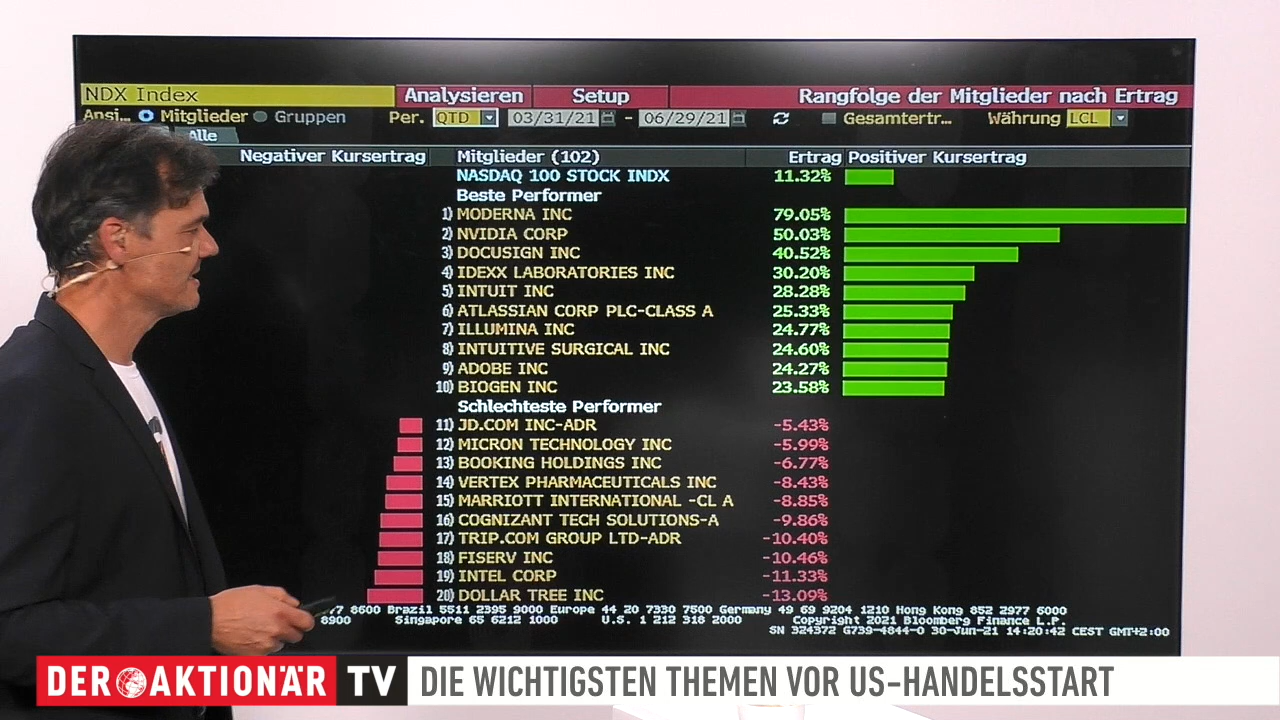 NDX Index Analysieren Setup Rangfolge der Mitglieder nach Ertrag
Ansi... Mitglieder Gruppen Per. QTD 03/31/21 - 06/29/21 Gesamtertr... Währung LCL
Alle
Negativer Kursertrag Mitglieder (102) Ertrag Positiver Kursertrag
NASDAQ 100 STOCK INDX 11.32%
Beste Performer
1) MODERNA INC 79.05%
2) NVIDIA CORP 50.03%
3) DOCUSIGN INC 40.52%
4) IDEXX LABORATORIES INC 30.20%
5) INTUIT INC 28.28%
6) ATLASSIAN CORP PLC-CLASS A 25.33%
7) ILLUMINA INC 24.77%
8) INTUITIVE SURGICAL INC 24.60%
9) ADOBE INC 24.27%
10) BIOGEN INC 23.58%
Schlechteste Performer
11) JD.COM INC-ADR -5.43%
12) MICRON TECHNOLOGY INC -5.99%
13) BOOKING HOLDINGS INC -6.77%
14) VERTEX PHARMACEUTICALS INC -8.43%
15) MARRIOTT INTERNATIONAL -CL A -8.85%
16) COGNIZANT TECH SOLUTIONS-A -9.86%
17) TRIP.COM GROUP LTD-ADR -10.40%
18) FISERV INC -10.46%
19) INTEL CORP -11.33%
20) DOLLAR TREE INC -13.09%
8600 Brazil 5511 2395 9000 Europe 44 20 7330 7500 Germany 49 69 9204 1210 Hong Kong 852 2977 6000
8900 Singapore 65 6212 1000 U.S. 1 212 318 2000 Copyright 2021 Bloomberg Finance L.P.
SN 324372 G739-4844-0 30-Jun-21 14:20:42 CEST GMT+2:00
DER AKTIONÄR TV DIE WICHTIGSTEN THEMEN VOR US-HANDELSSTART